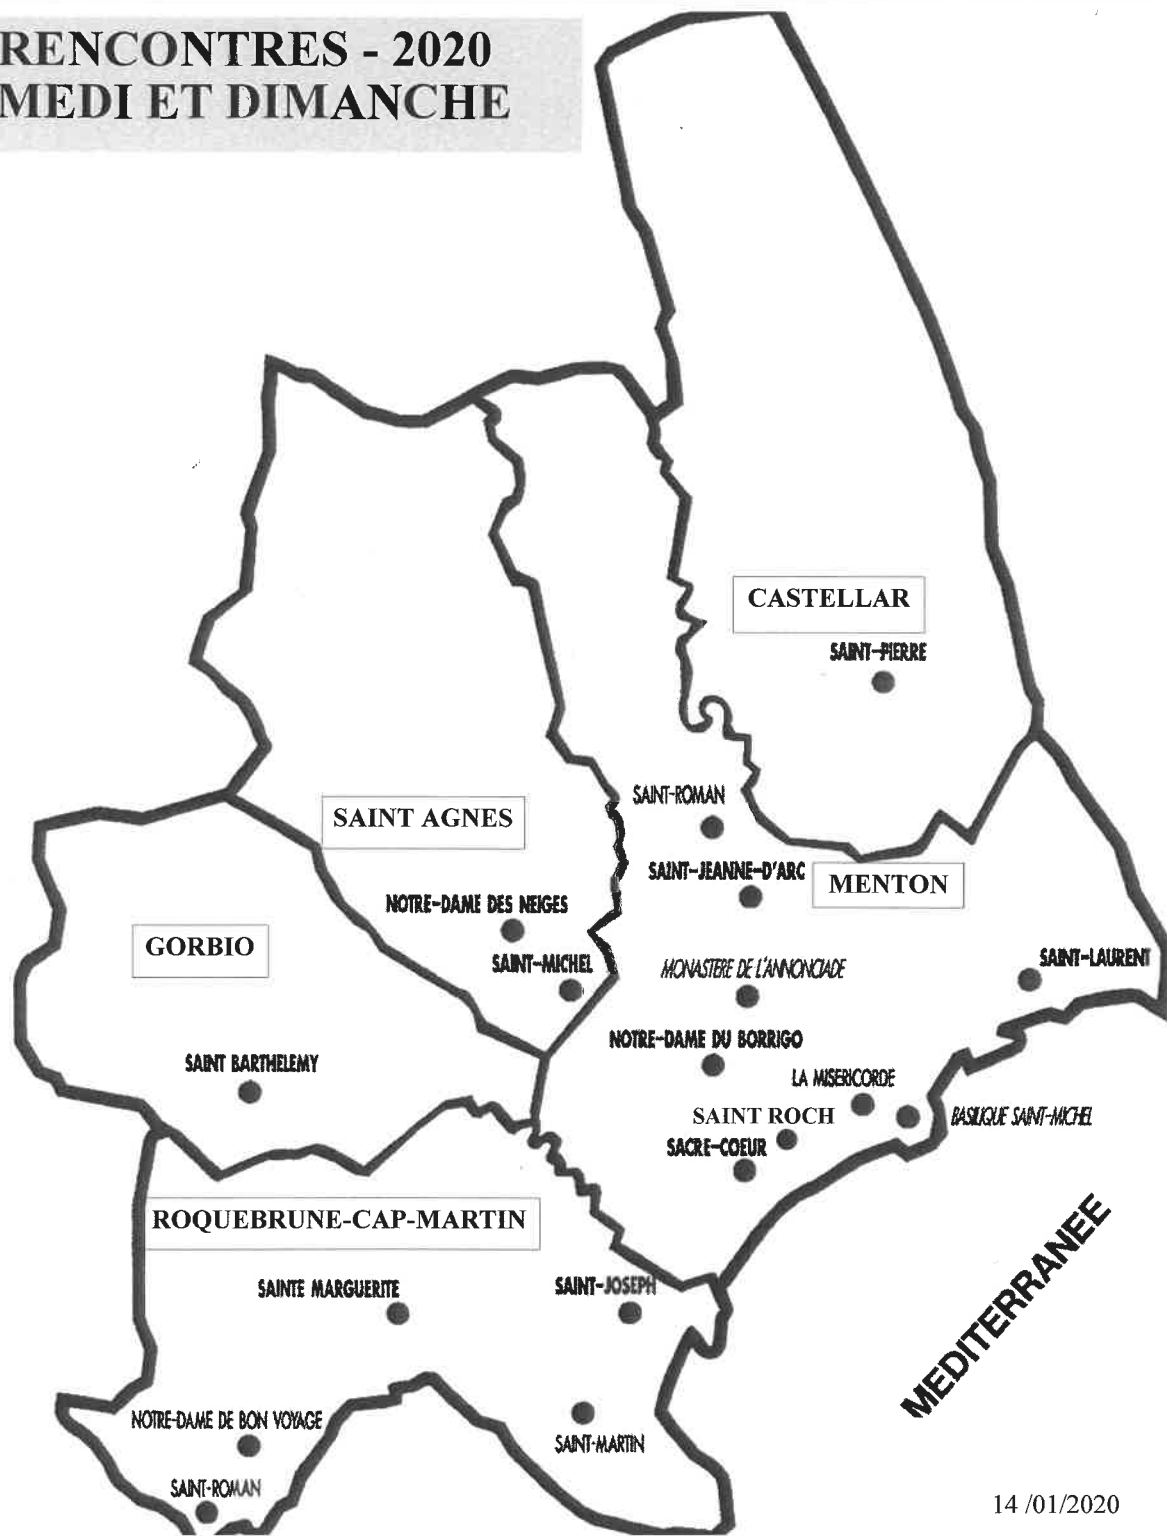 RENCONTRES - 2020
MEDI ET DIMANCHE
CASTELLAR
SAINT-PIERRE
SAINT-ROMAN
SAINT AGNES
SAINT-JEANNE-D'ARC
MENTON
NOTRE-DAME DES NEIGES
GORBIO
SAINT-MICHEL
MONASTERE DE L'ANNONCIADE
SAINT-LAURENT
NOTRE-DAME DU BORRIGO
SAINT BARTHELEMY
LA MISERICORDE
SAINT ROCH
BASILIQUE SAINT-MICHEL
SACRE-COEUR
ROQUEBRUNE-CAP-MARTIN
MEDITERRANEE
SAINTE MARGUERITE
SAINT-JOSEPH
NOTRE-DAME DE BON VOYAGE
SAINT-MARTIN
SAINT-ROMAN
14 /01/2020